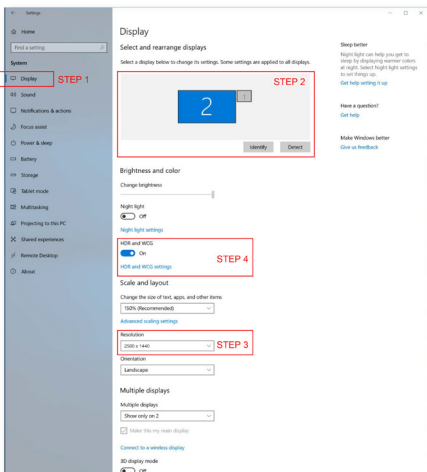 Settings
Home
Find a setting
System
Display
STEP 1
Sound
Notifications & actions
Focus assist
Power & sleep
Battery
Storage
Tablet mode
Multitasking
Projecting to this PC
Shared experiences
Remote Desktop
About
Display
Select and rearrange displays
Select a display below to change its settings. Some settings are applied to all displays.
STEP 2
2
1
Identify
Detect
Brightness and color
Change brightness
Night light
Off
Night light settings
HDR and WCG
On
STEP 4
HDR and WCG settings
Scale and layout
Change the size of text, apps, and other items
150% (Recommended)
Advanced scaling settings
Resolution
2560 x 1440
STEP 3
Orientation
Landscape
Multiple displays
Multiple displays
Show only on 2
Make this my main display
Connect to a wireless display
3D display mode
Off
Sleep better
Night light can help you get to
sleep by displaying warmer colors
at night. Select Night light settings
to set things up.
Get help setting it up
Have a question?
Get help
Make Windows better
Give us feedback